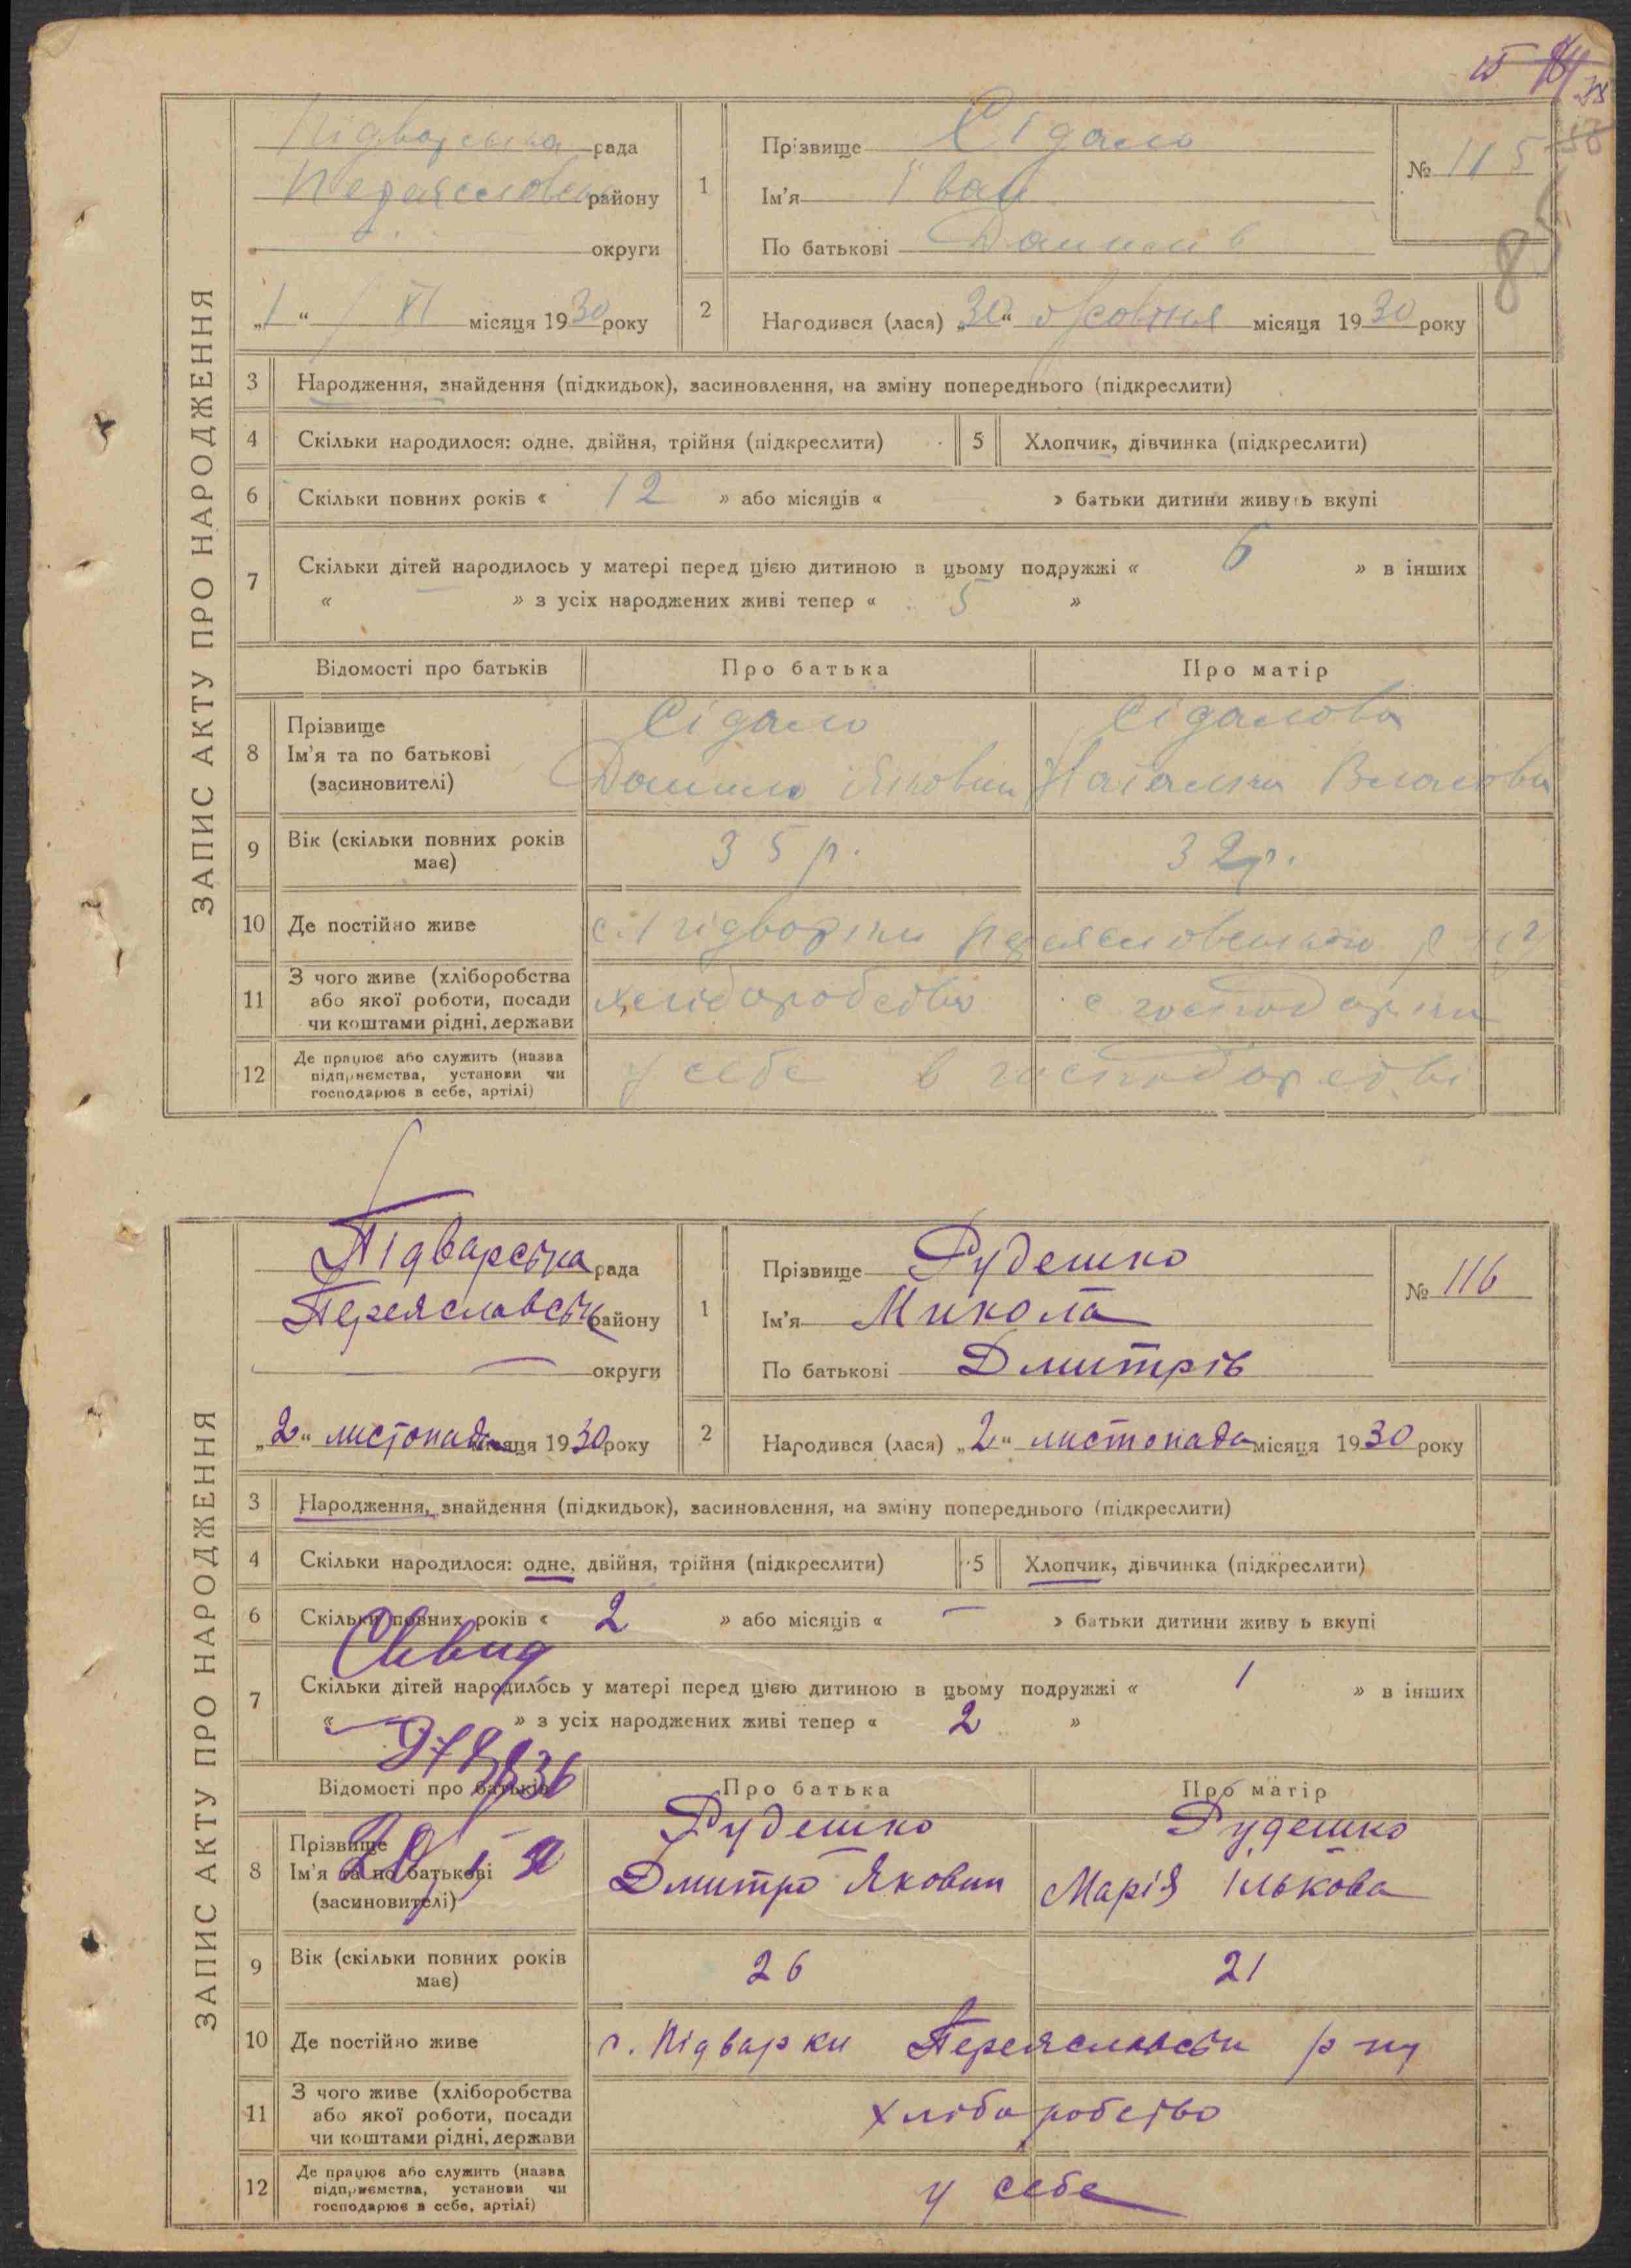 ЗАПИС АКТУ ПРО НАРОДЖЕННЯ
Підварська рада
Переяславськ району
округи
„1“ XI місяця 1930 року
1 Прізвище Сідало
Ім'я Іван
По батькові Данилів
№ 115
85
2 Народився (лася) „30“ жовтня місяця 1930 року
3 Народження, знайдення (підкидьок), засиновлення, на зміну попереднього (підкреслити)
4 Скільки народилося: одне, двійня, трійня (підкреслити)
5 Хлопчик, дівчинка (підкреслити)
6 Скільки повних років « 12 » або місяців « » батьки дитини живуть вкупі
7 Скільки дітей народилось у матері перед цією дитиною в цьому подружжі « 6 » в інших
« — » з усіх народжених живі тепер « 5 »
Відомості про батьків Про батька Про матір
8 Прізвище Сідало Сідалова
Ім'я та по батькові Данило Якович Наталка Власова
(засиновителі)
9 Вік (скільки повних років має) 35 р. 32 р.
10 Де постійно живе с. Підварки Переяславського р-ну
11 З чого живе (хліборобства
або якої роботи, посади хліборобство с господарки
чи коштами рідні, держави
12 Де працює або служить (назва
підприємства, установи чи у себе в господарстві
господарює в себе, артілі)
ЗАПИС АКТУ ПРО НАРОДЖЕННЯ
Підварська рада
Переяславськ району
— округи
„2“ листопада місяця 1930 року
1 Прізвище Рудешко
Ім'я Микола
По батькові Дмитрів
№ 116
2 Народився (лася) „2“ листопада місяця 1930 року
3 Народження, знайдення (підкидьок), засиновлення, на зміну попереднього (підкреслити)
4 Скільки народилося: одне, двійня, трійня (підкреслити)
5 Хлопчик, дівчинка (підкреслити)
6 Скільки повних років « 2 » або місяців « — » батьки дитини живу ь вкупі
7 Скільки дітей народилось у матері перед цією дитиною в цьому подружжі « 1 » в інших
« — » з усіх народжених живі тепер « 2 »
Відомості про батьків Про батька Про матір
8 Прізвище Рудешко Рудешко
Ім'я та по батькові Дмитро Якович Марія Ількова
(засиновителі)
9 Вік (скільки повних років має) 26 21
10 Де постійно живе с. Підварки Переяславськ р-ну
11 З чого живе (хліборобства
або якої роботи, посади хліборобство
чи коштами рідні, держави
12 Де працює або служить (назва
підприємства, установи чи у себе
господарює в себе, артілі)